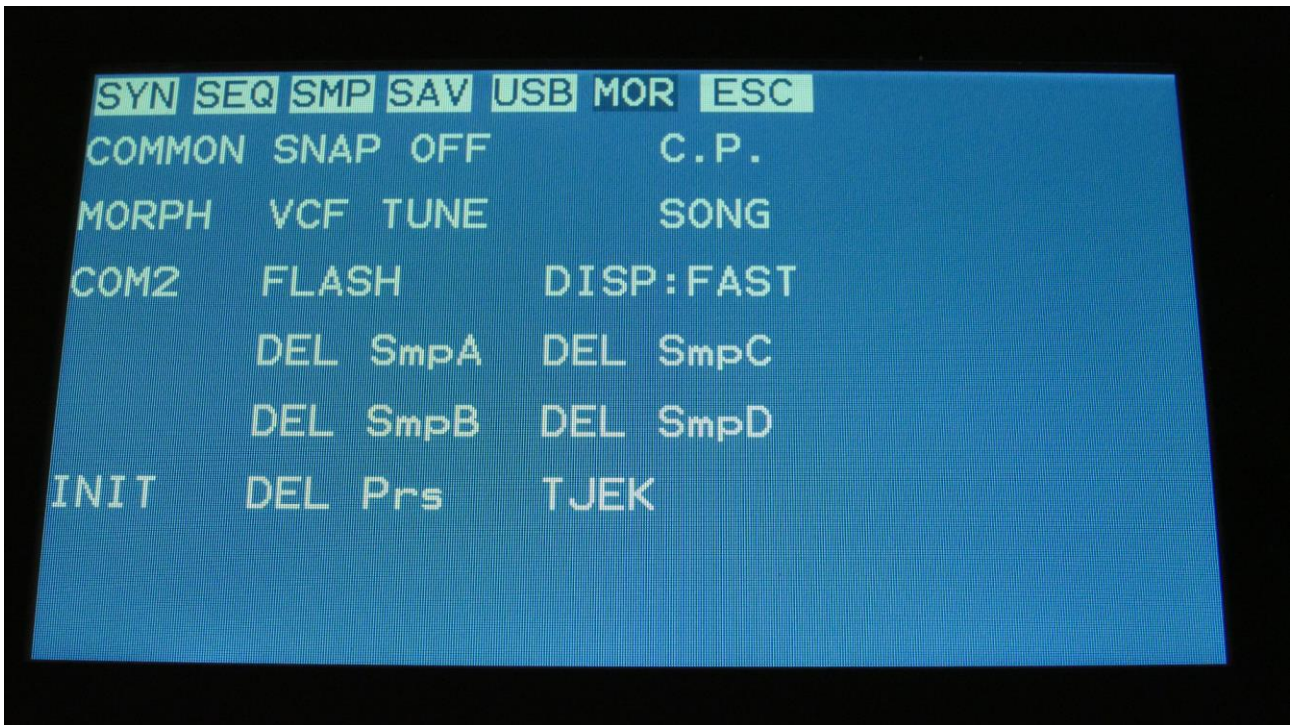 SYN SEQ SMP SAV USB MOR ESC
COMMON SNAP OFF C.P.
MORPH VCF TUNE SONG
COM2 FLASH DISP:FAST
DEL SmpA DEL SmpC
DEL SmpB DEL SmpD
INIT DEL Prs TJEK